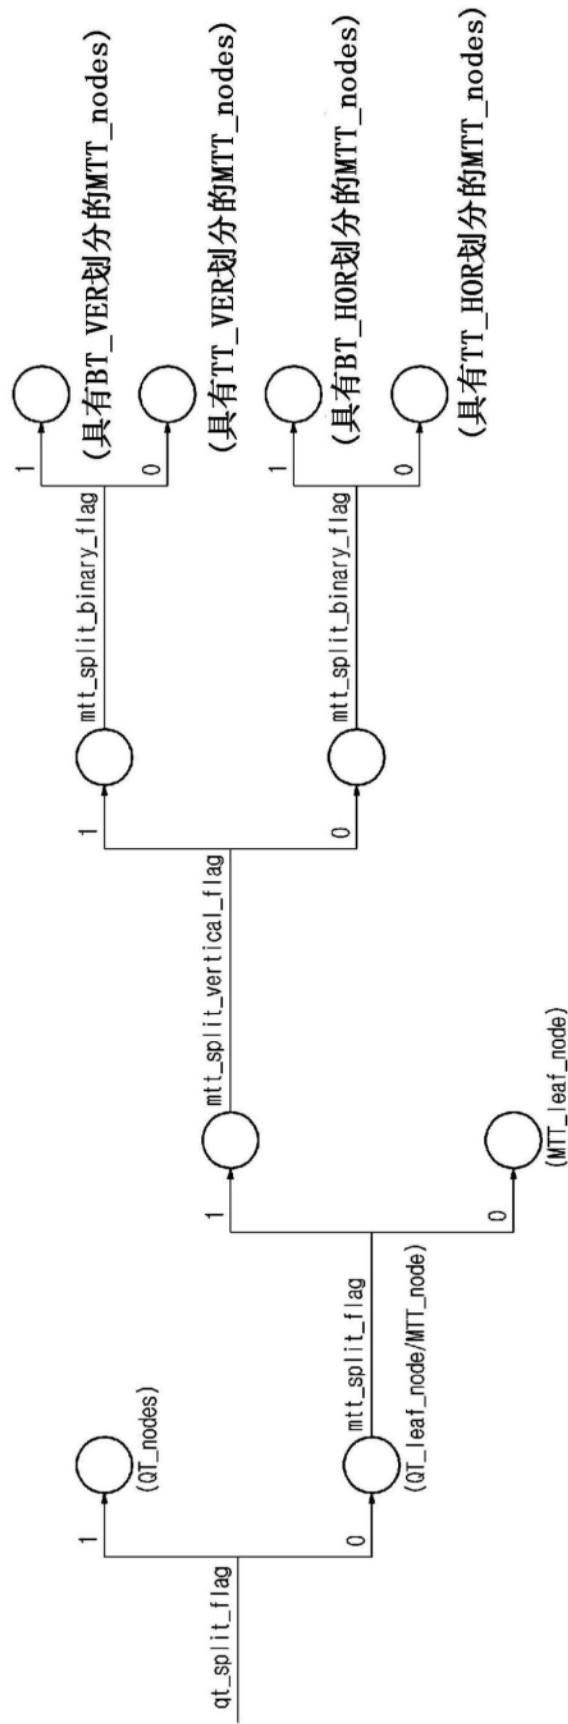 qt_split_flag
1
(QT_nodes)
0
(QT_leaf_node/MTT_node)
mtt_split_flag
1
0
(MTT_leaf_node)
mtt_split_vertical_flag
1
0
mtt_split_binary_flag
1
(具有BT_VER划分的MTT_nodes)
0
(具有TT_VER划分的MTT_nodes)
mtt_split_binary_flag
1
(具有BT_HOR划分的MTT_nodes)
0
(具有TT_HOR划分的MTT_nodes)